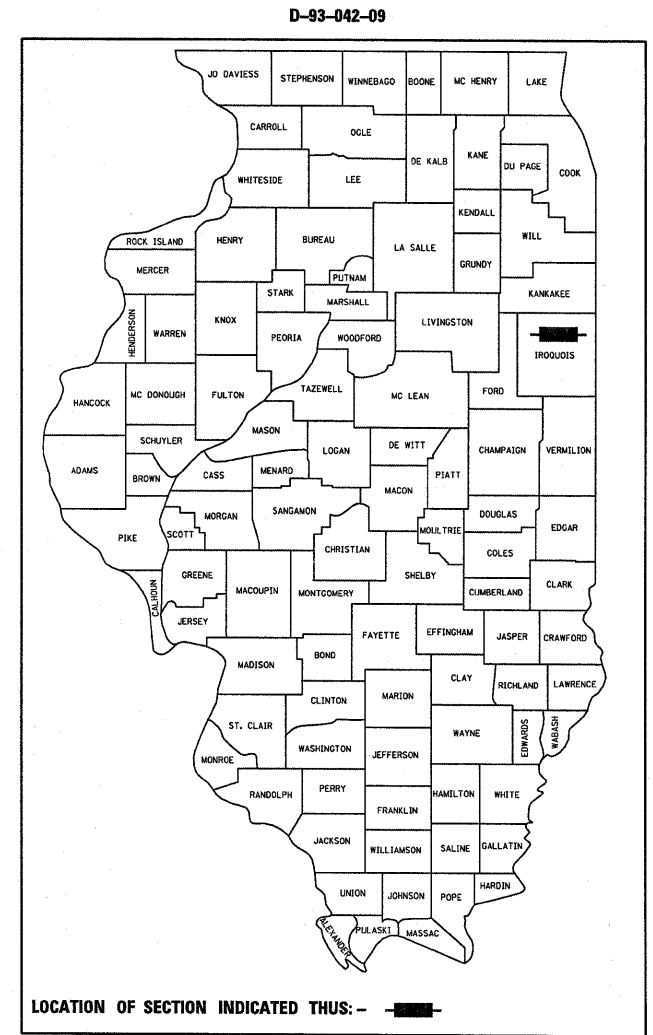 D-93-042-09
JO DAVIESS
STEPHENSON
WINNEBAGO
BOONE
MC HENRY
LAKE
CARROLL
OGLE
DE KALB
KANE
DU PAGE
COOK
WHITESIDE
LEE
KENDALL
ROCK ISLAND
HENRY
BUREAU
LA SALLE
WILL
MERCER
PUTNAM
GRUNDY
STARK
MARSHALL
KANKAKEE
HENDERSON
WARREN
KNOX
PEORIA
WOODFORD
LIVINGSTON
IROQUOIS
HANCOCK
MC DONOUGH
FULTON
TAZEWELL
MC LEAN
FORD
SCHUYLER
MASON
LOGAN
DE WITT
CHAMPAIGN
VERMILION
ADAMS
BROWN
CASS
MENARD
MACON
PIATT
PIKE
SCOTT
MORGAN
SANGAMON
CHRISTIAN
MOULTRIE
DOUGLAS
EDGAR
COLES
CALHOUN
GREENE
MACOUPIN
MONTGOMERY
SHELBY
CUMBERLAND
CLARK
JERSEY
FAYETTE
EFFINGHAM
JASPER
CRAWFORD
MADISON
BOND
CLAY
RICHLAND
LAWRENCE
CLINTON
MARION
ST. CLAIR
WAYNE
EDWARDS
WABASH
MONROE
WASHINGTON
JEFFERSON
RANDOLPH
PERRY
HAMILTON
WHITE
FRANKLIN
JACKSON
WILLIAMSON
SALINE
GALLATIN
UNION
JOHNSON
POPE
HARDIN
ALEXANDER
PULASKI
MASSAC
LOCATION OF SECTION INDICATED THUS: -